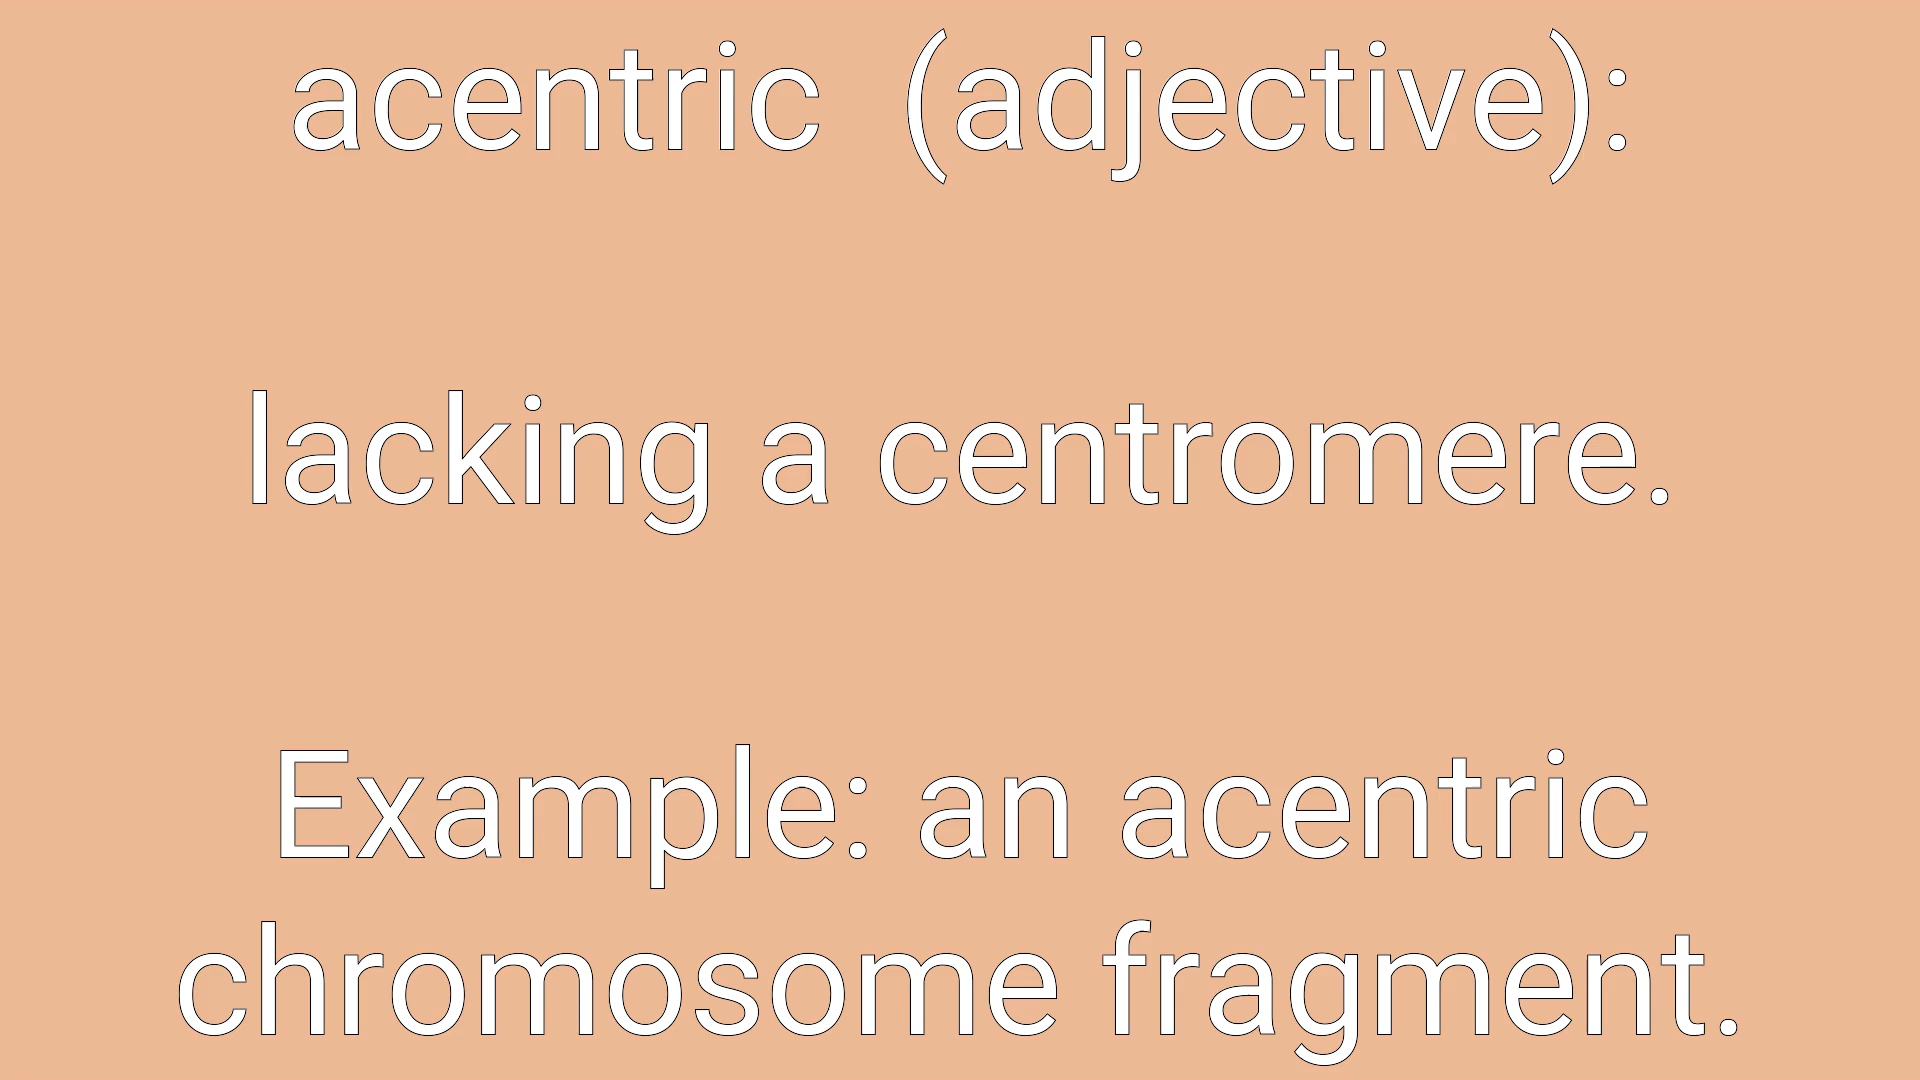 acentric  (adjective):
lacking a centromere.
Example: an acentric
chromosome fragment.